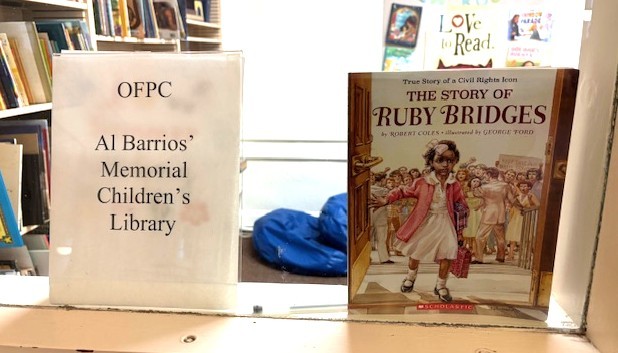 OFPC
Al Barrios'
Memorial
Children's
Library
Love
to Read.
True Story of a Civil Rights Icon
THE STORY OF
RUBY BRIDGES
by ROBERT COLES • illustrated by GEORGE FORD
SCHOLASTIC